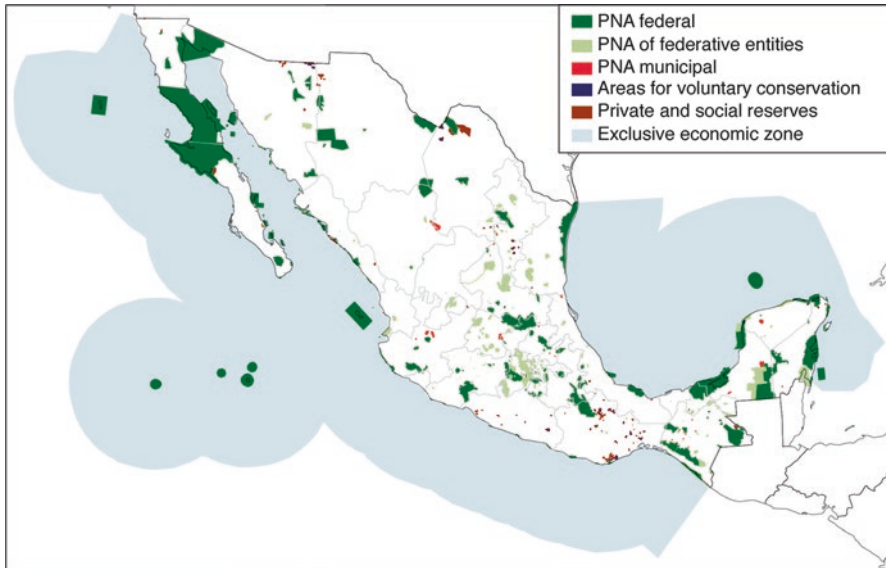 PNA federal
PNA of federative entities
PNA municipal
Areas for voluntary conservation
Private and social reserves
Exclusive economic zone